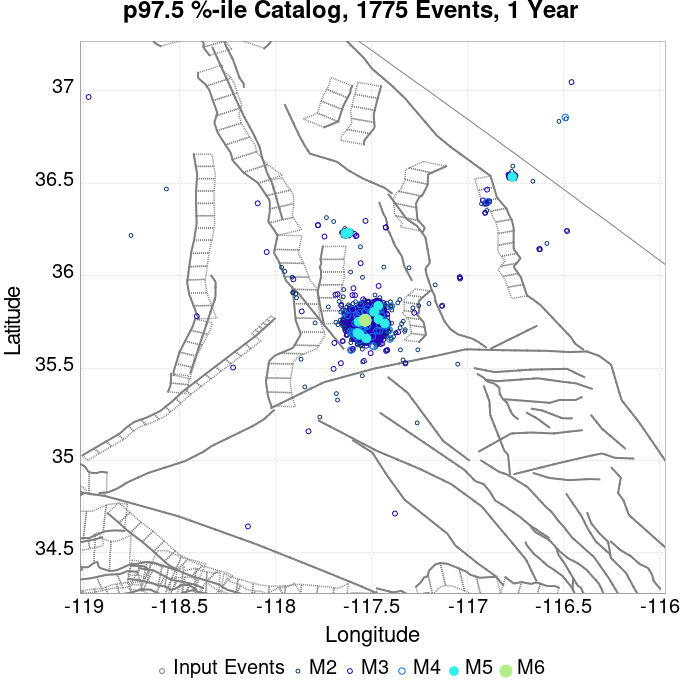 p97.5 %-ile Catalog, 1775 Events, 1 Year
37
36.5
36
35.5
35
34.5
Latitude
-119 -118.5 -118 -117.5 -117 -116.5 -116
Longitude
Input Events M2 M3 M4 M5 M6